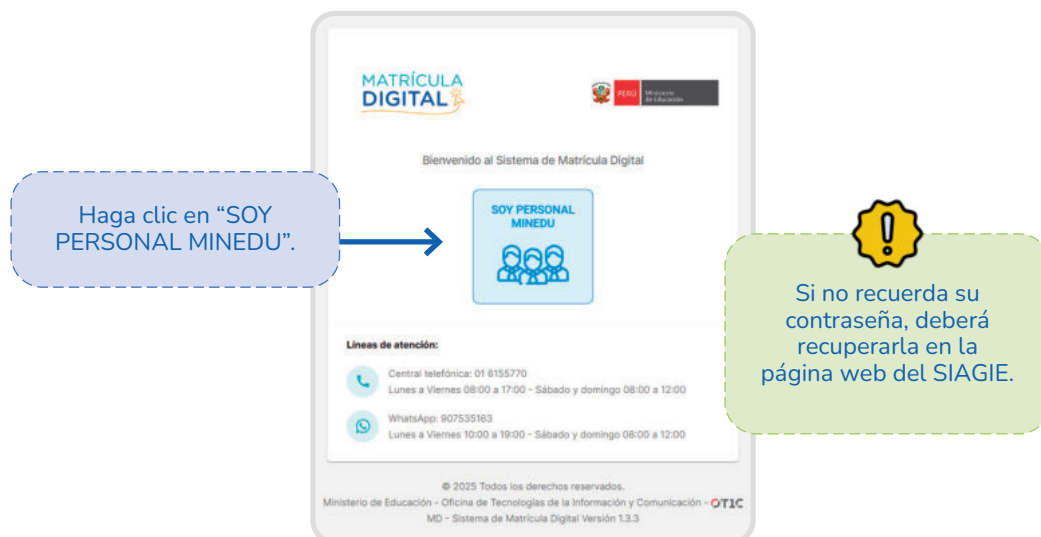 MATRÍCULA
DIGITAL
PERÚ
Ministerio
de Educación
Bienvenido al Sistema de Matrícula Digital
Haga clic en “SOY
PERSONAL MINEDU”.
SOY PERSONAL
MINEDU
Si no recuerda su
contraseña, deberá
recuperarla en la
página web del SIAGIE.
Líneas de atención:
Central telefónica: 01 6155770
Lunes a Viernes 08:00 a 17:00 - Sábado y domingo 08:00 a 12:00
WhatsApp: 907535163
Lunes a Viernes 10:00 a 19:00 - Sábado y domingo 08:00 a 12:00
© 2025 Todos los derechos reservados.
Ministerio de Educación - Oficina de Tecnologías de la Información y Comunicación - OTIC
MD - Sistema de Matrícula Digital Versión 1.3.3